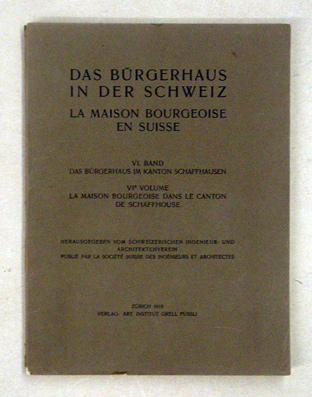 DAS BÜRGERHAUS
IN DER SCHWEIZ
LA MAISON BOURGEOISE
EN SUISSE
VI. BAND
DAS BÜRGERHAUS IM KANTON SCHAFFHAUSEN
VIᵉ VOLUME
LA MAISON BOURGEOISE DANS LE CANTON
DE SCHAFFHOUSE
HERAUSGEGEBEN VOM SCHWEIZERISCHEN INGENIEUR- UND
ARCHITEKTENVEREIN
PUBLIÉ PAR LA SOCIÉTÉ SUISSE DES INGÉNIEURS ET ARCHITECTES
ZÜRICH
VERLAG: ART. INSTITUT ORELL FÜSSLI